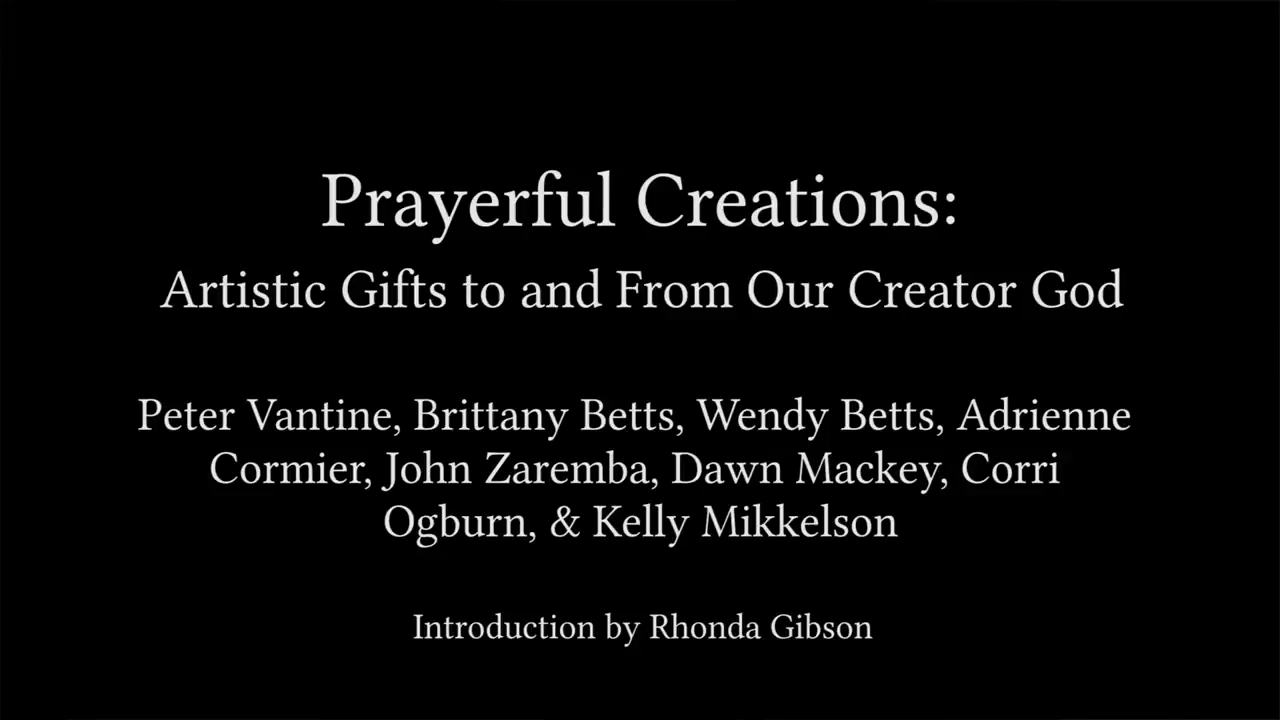 Prayerful Creations:
Artistic Gifts to and From Our Creator God
Peter Vantine, Brittany Betts, Wendy Betts, Adrienne
Cormier, John Zaremba, Dawn Mackey, Corri
Ogburn, & Kelly Mikkelson
Introduction by Rhonda Gibson